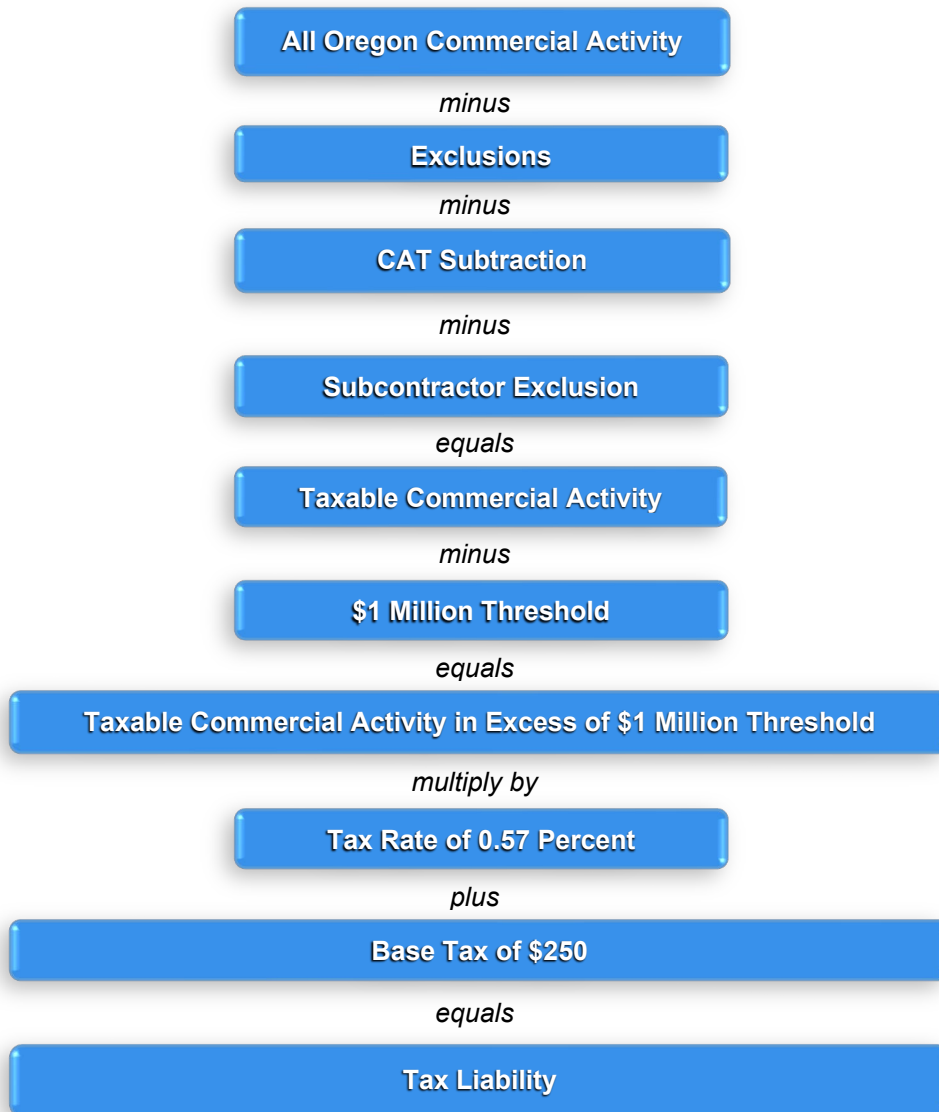 All Oregon Commercial Activity
minus
Exclusions
minus
CAT Subtraction
minus
Subcontractor Exclusion
equals
Taxable Commercial Activity
minus
$1 Million Threshold
equals
Taxable Commercial Activity in Excess of $1 Million Threshold
multiply by
Tax Rate of 0.57 Percent
plus
Base Tax of $250
equals
Tax Liability